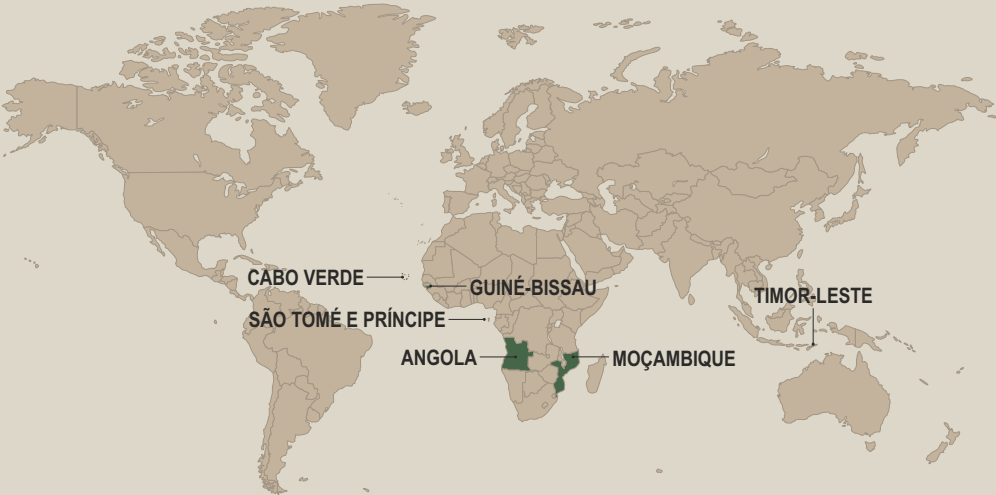 CABO VERDE
GUINÉ-BISSAU
TIMOR-LESTE
SÃO TOMÉ E PRÍNCIPE
ANGOLA
MOÇAMBIQUE